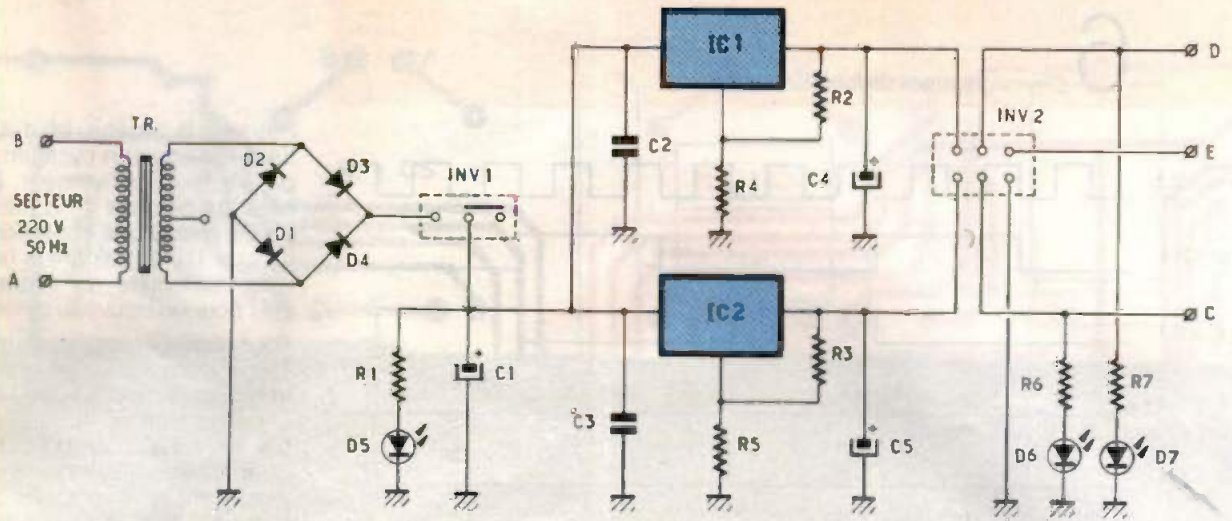 IC1
D
B
TR.
R2
INV 2
D2
D3
C2
E
SECTEUR
220 V
50 Hz
INV 1
R4
C4
D1
D4
A
IC2
C
R1
C1
R3
R6
R7
C3
D5
R5
C5
D6
D7